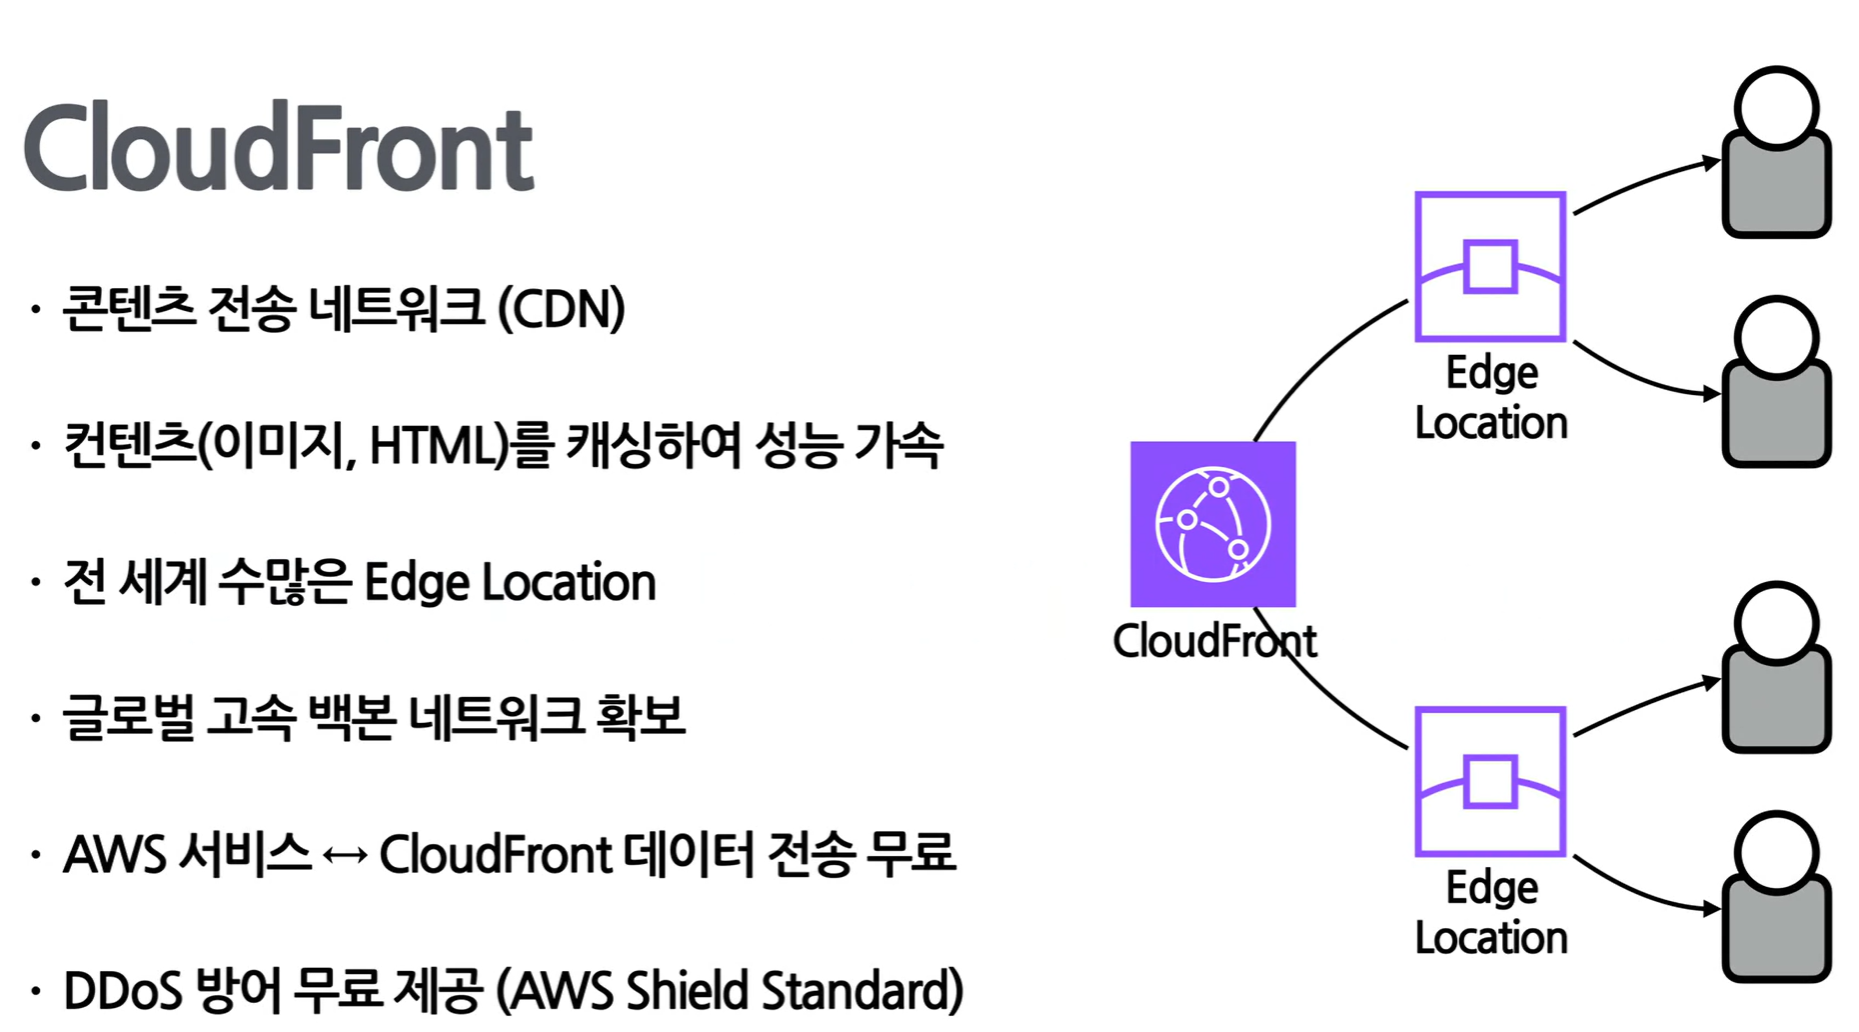 CloudFront
· 콘텐츠 전송 네트워크 (CDN)
· 컨텐츠(이미지, HTML)를 캐싱하여 성능 가속
· 전 세계 수많은 Edge Location
· 글로벌 고속 백본 네트워크 확보
· AWS 서비스 ↔ CloudFront 데이터 전송 무료
· DDoS 방어 무료 제공 (AWS Shield Standard)
CloudFront
Edge
Location
Edge
Location